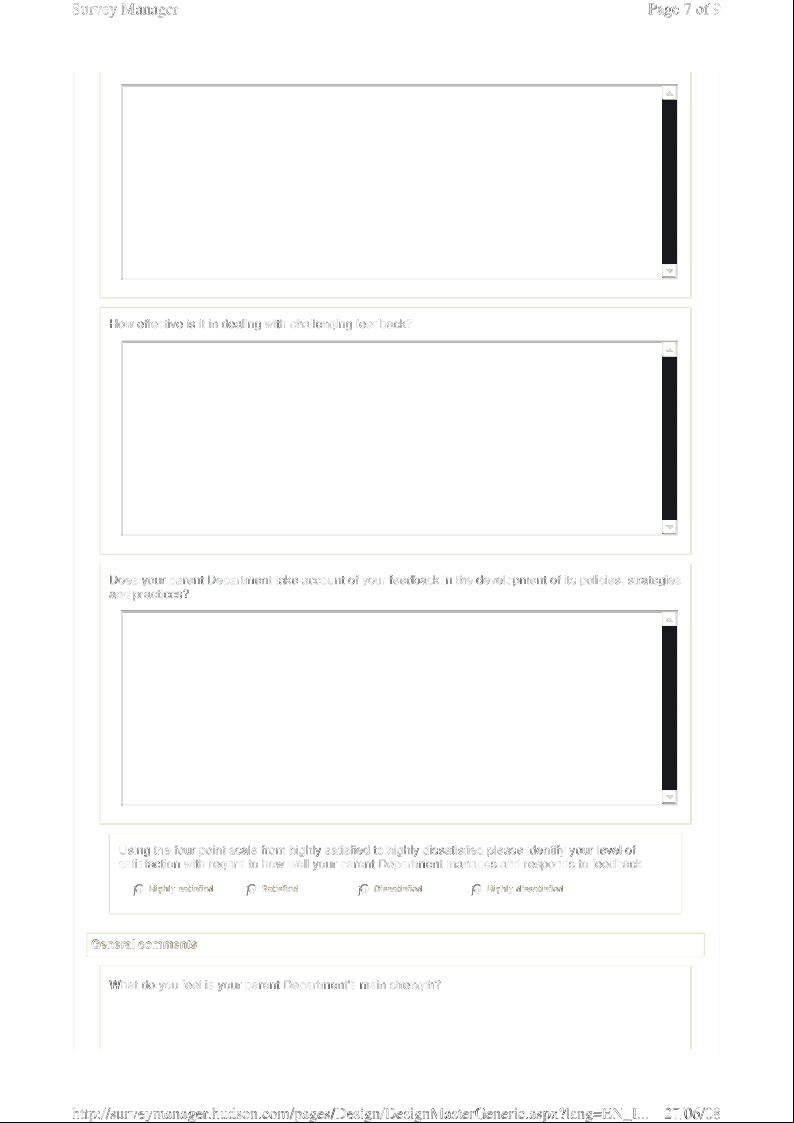 Survey Manager Page 7 of 9
How effective is it in dealing with challenging feedback?
Does your parent Department take account of your feedback in the development of its policies, strategies
and practices?
Using the four point scale from highly satisfied to highly dissatisfied please identify your level of
satisfaction with regard to how well your parent Department manages and responds to feedback.
Highly satisfied Satisfied Dissatisfied Highly dissatisfied
General comments
What do you feel is your parent Department's main strength?
http://surveymanager.hudson.com/pages/Design/DesignMasterGeneric.aspx?lang=EN_I... 27/06/08